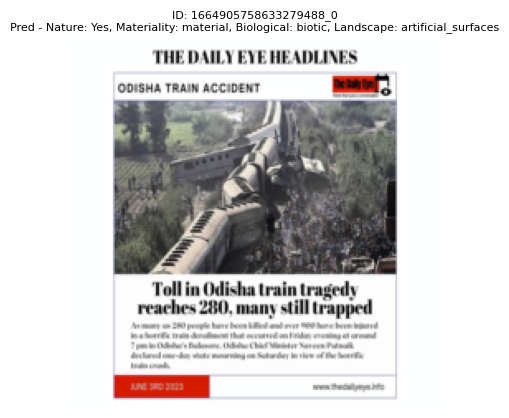 ID: 1664905758633279488_0
Pred - Nature: Yes, Materiality: material, Biological: biotic, Landscape: artificial_surfaces
THE DAILY EYE HEADLINES
ODISHA TRAIN ACCIDENT
The Daily Eye
Toll in Odisha train tragedy
reaches 280, many still trapped
As many as 280 people have been killed and over 900 have been injured
in a horrific train derailment that occurred on Friday evening at around
7 pm in Odisha's Balasore. Odisha Chief Minister Naveen Patnaik
declared one-day state mourning on Saturday in view of the horrific
train crash.
JUNE 3RD 2023
www.thedailyeye.info